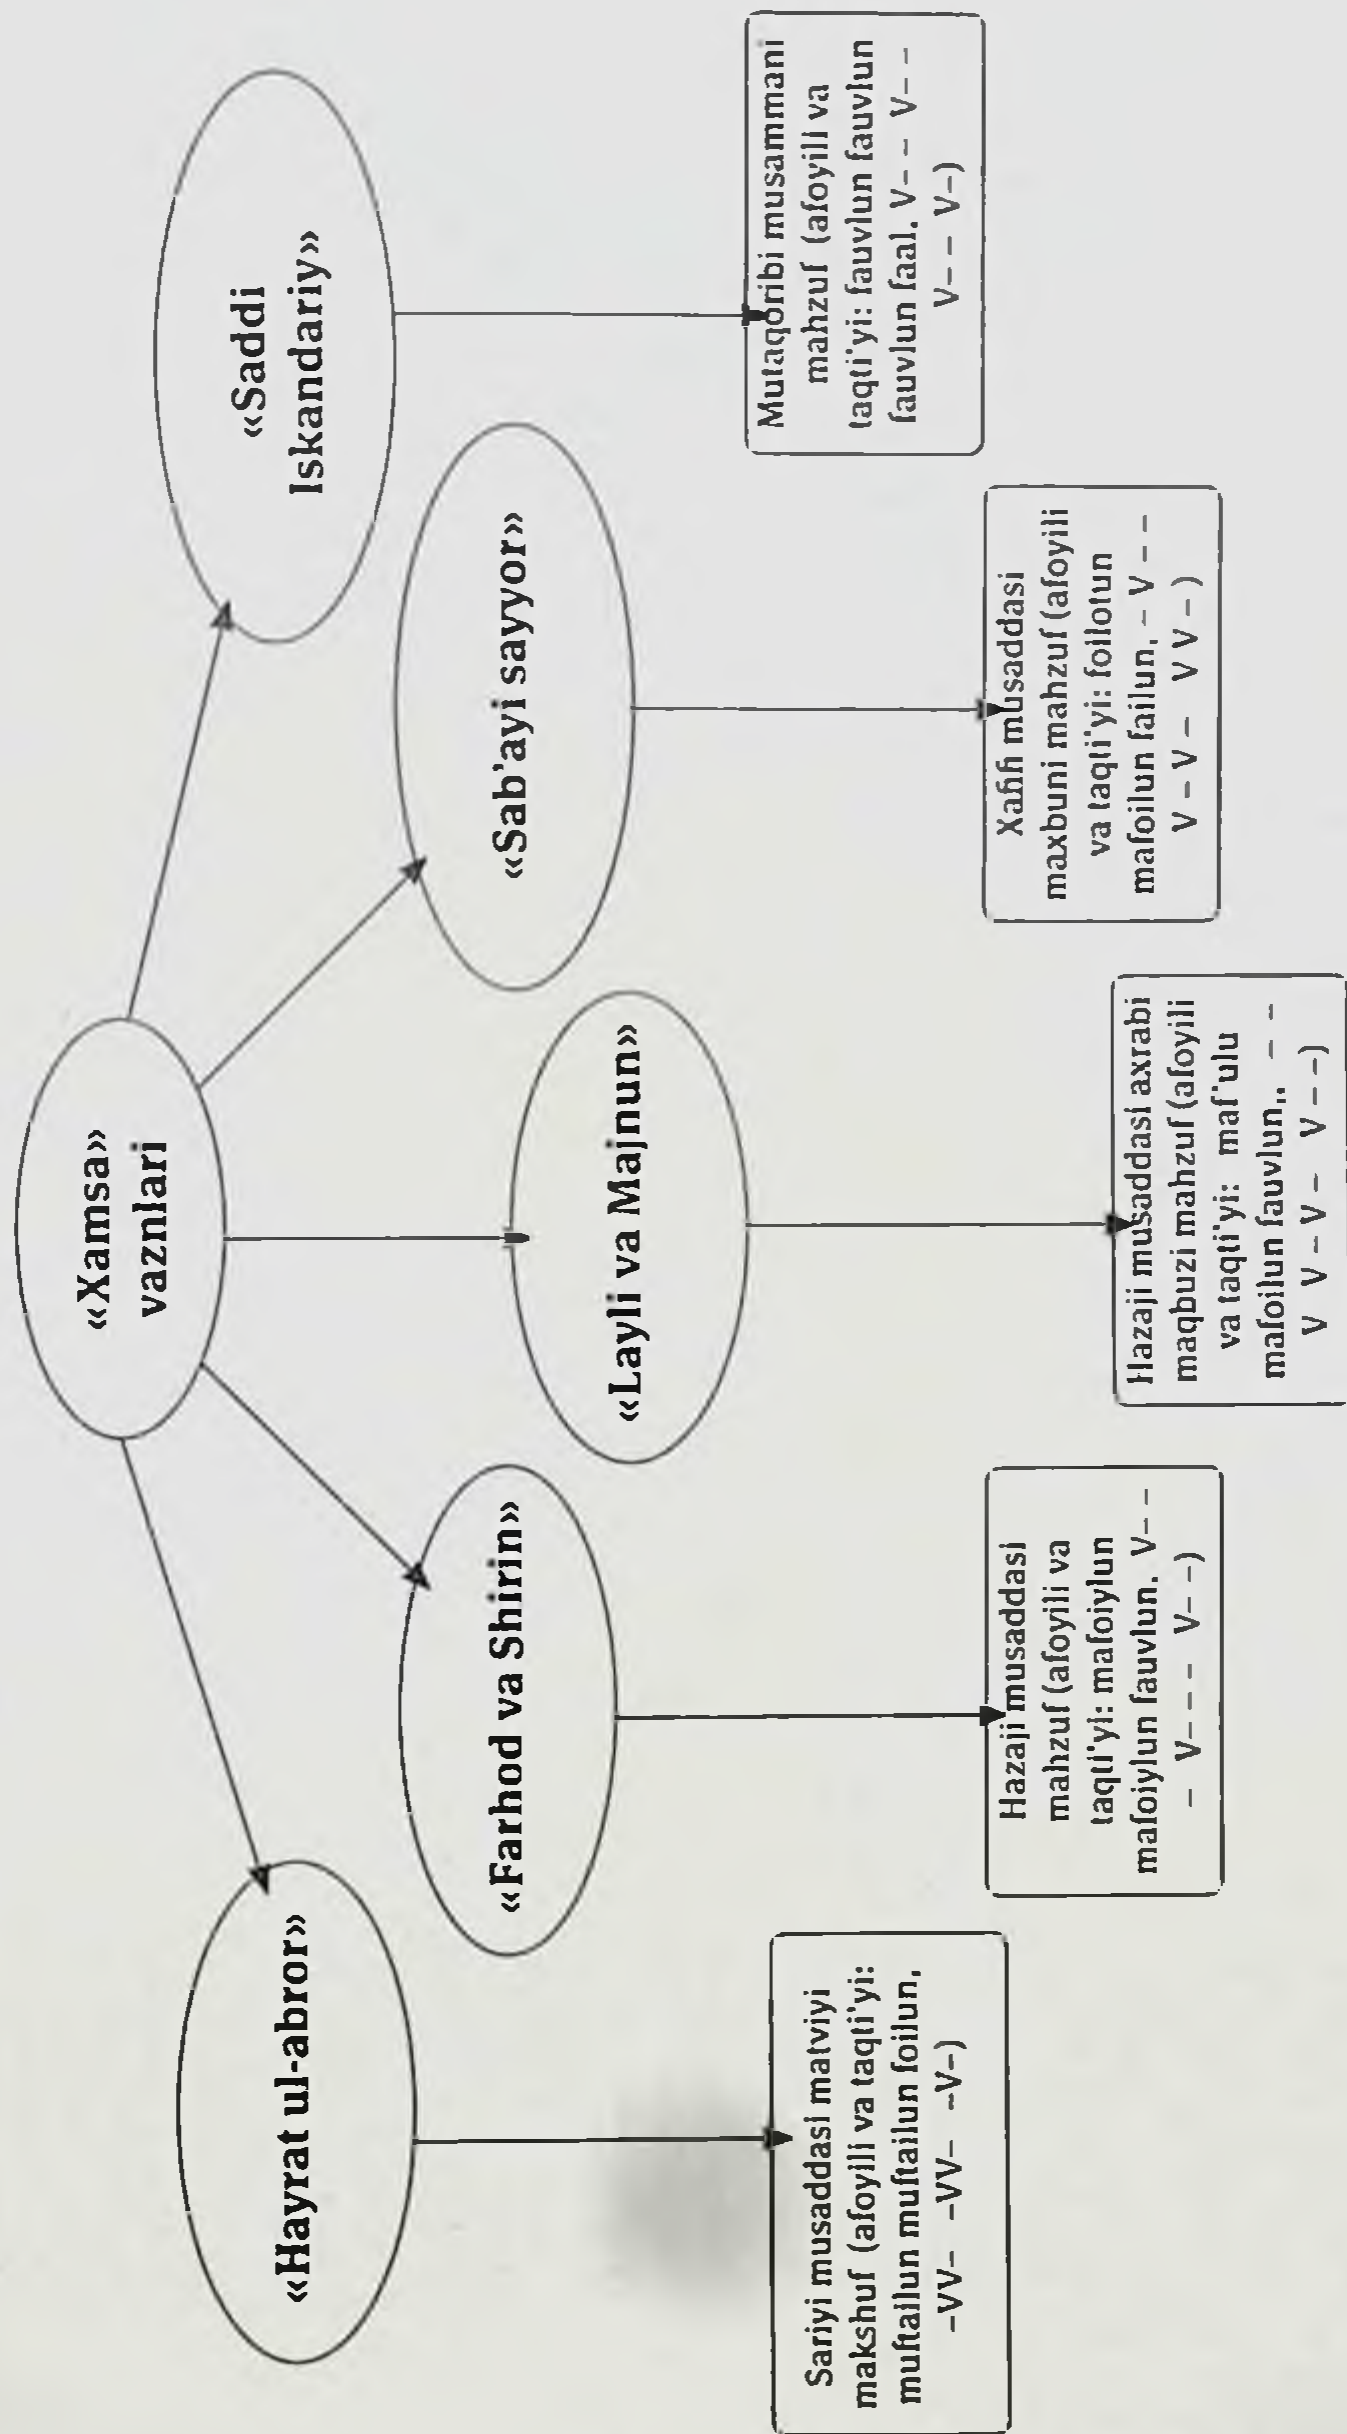 «Xamsa»
vaznlari
«Hayrat ul-abror»
«Farhod va Shirin»
«Layli va Majnun»
«Sab'ayi sayyor»
«Saddi
Iskandariy»
Sariyi musaddasi matviyi
makshuf (afoyili va taqti'yi:
muftailun muftailun foilun,
–VV– –VV– –V–)
Hazaji musaddasi
mahzuf (afoyili va
taqti'yi: mafoiylun
mafoiylun fauvlun. V– –
– V– – – V– –)
Hazaji musaddasi axrabi
maqbuzi mahzuf (afoyili
va taqti'yi: maf'ulu
mafoilun fauvlun,. – –
V V – V – V – –)
Xafifi musaddasi
maxbuni mahzuf (afoyili
va taqti'yi: foilotun
mafoilun failun, – V – –
V – V – V V – )
Mutaqoribi musammani
mahzuf (afoyili va
taqti'yi: fauvlun fauvlun
fauvlun faal. V– – V– –
V– – V–)